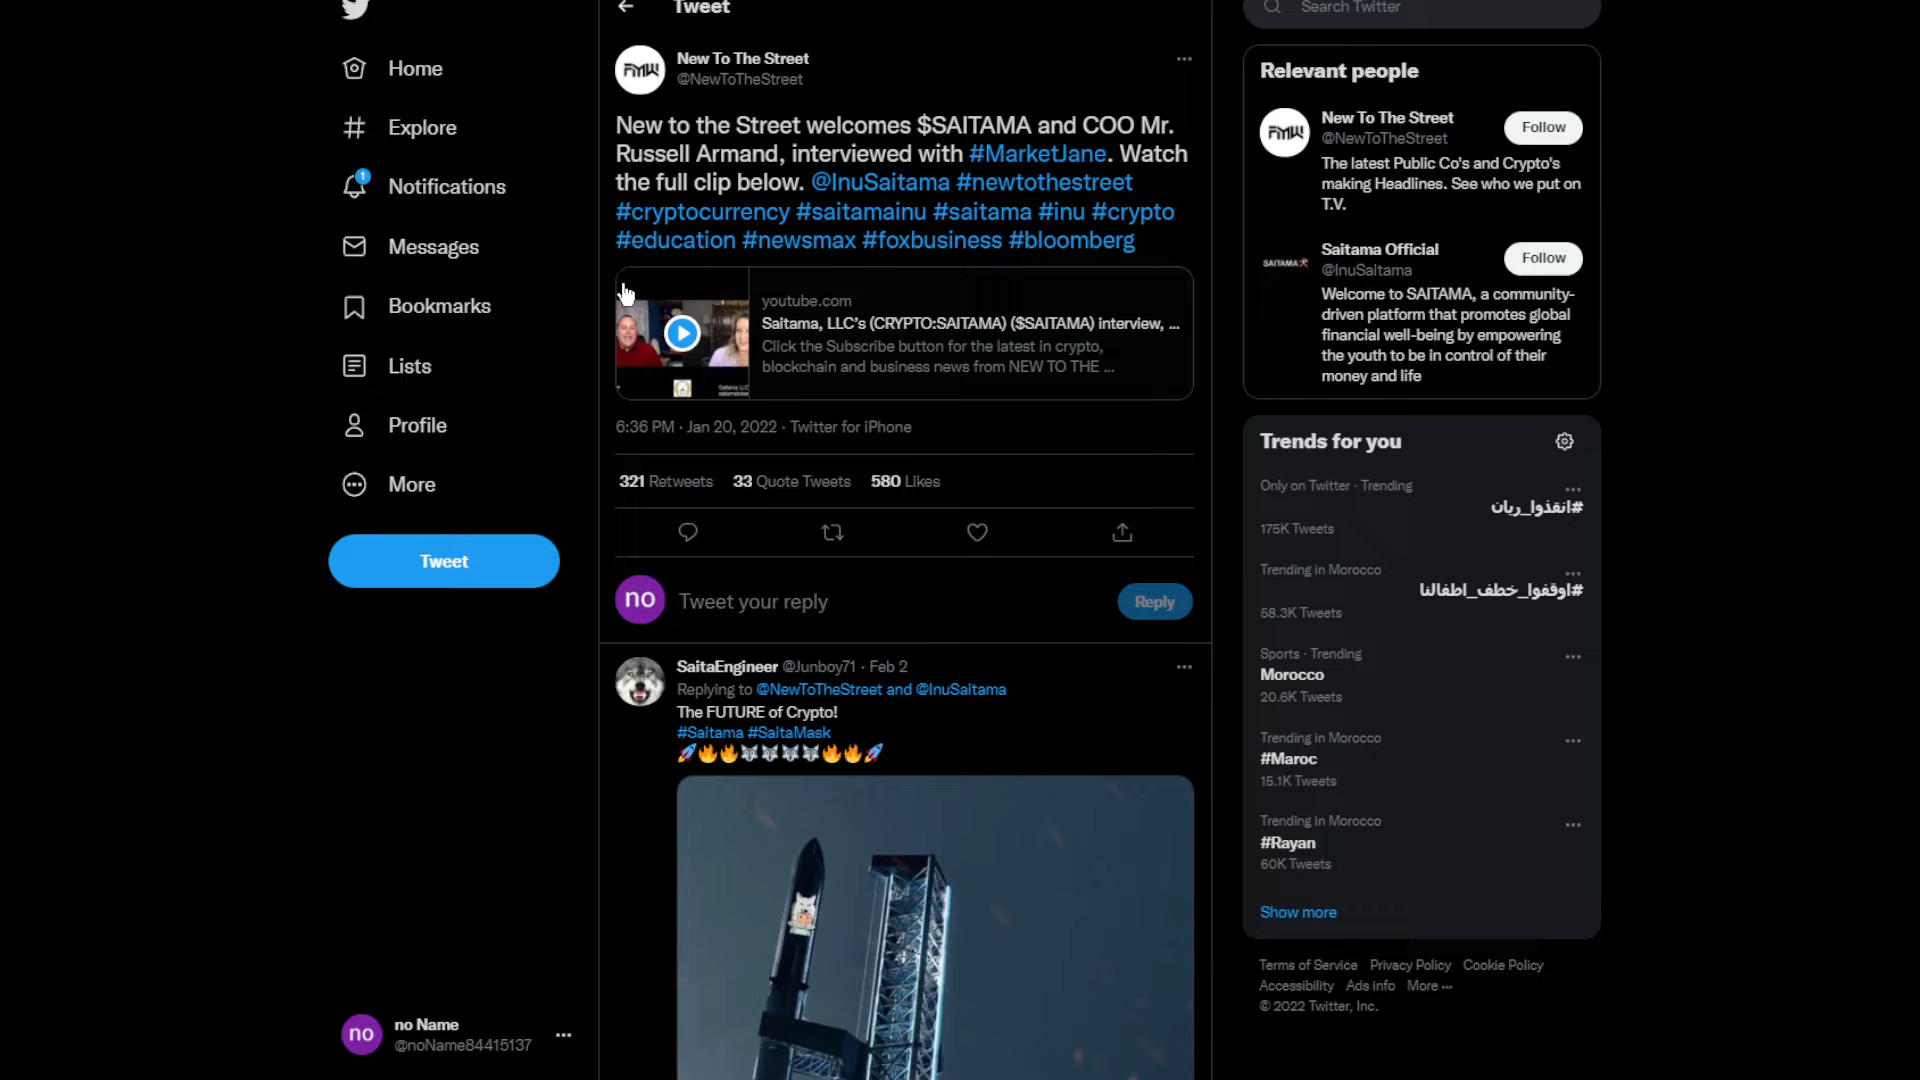 Home
Explore
1
Notifications
Messages
Bookmarks
Lists
Profile
More
Tweet
no
no Name
@noName84415137
Tweet
FMW
New To The Street
@NewToTheStreet
New to the Street welcomes $SAITAMA and COO Mr.
Russell Armand, interviewed with #MarketJane. Watch
the full clip below. @InuSaitama #newtothestreet
#cryptocurrency #saitamainu #saitama #inu #crypto
#education #newsmax #foxbusiness #bloomberg
youtube.com
Saitama, LLC's (CRYPTO:SAITAMA) ($SAITAMA) interview, ...
Click the Subscribe button for the latest in crypto,
blockchain and business news from NEW TO THE ...
6:36 PM · Jan 20, 2022 · Twitter for iPhone
321 Retweets 33 Quote Tweets 580 Likes
no
Tweet your reply
Reply
SaitaEngineer @Junboy71 · Feb 2
Replying to @NewToTheStreet and @InuSaitama
The FUTURE of Crypto!
#Saitama #SaitaMask
🚀🔥🔥🐺🐺🐺🐺🔥🔥🚀
Search Twitter
Relevant people
FMW
New To The Street
@NewToTheStreet
Follow
The latest Public Co's and Crypto's
making Headlines. See who we put on
T.V.
SAITAMA
Saitama Official
@InuSaitama
Follow
Welcome to SAITAMA, a community-
driven platform that promotes global
financial well-being by empowering
the youth to be in control of their
money and life
Trends for you
Only on Twitter · Trending
#انقذوا_ريان
175K Tweets
Trending in Morocco
#اوقفوا_خطف_اطفالنا
58.3K Tweets
Sports · Trending
Morocco
20.6K Tweets
Trending in Morocco
#Maroc
15.1K Tweets
Trending in Morocco
#Rayan
60K Tweets
Show more
Terms of Service Privacy Policy Cookie Policy
Accessibility Ads info More ...
© 2022 Twitter, Inc.